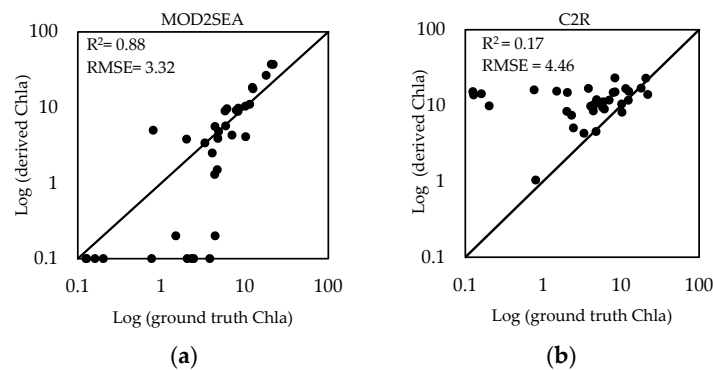 MOD2SEA
100
10
1
0.1
R²= 0.88
RMSE= 3.32
Log (derived Chla)
0.1 1 10 100
Log (ground truth Chla)
(a)
C2R
100
10
1
0.1
R² = 0.17
RMSE = 4.46
Log (derived Chla)
0.1 1 10 100
Log (ground truth Chla)
(b)